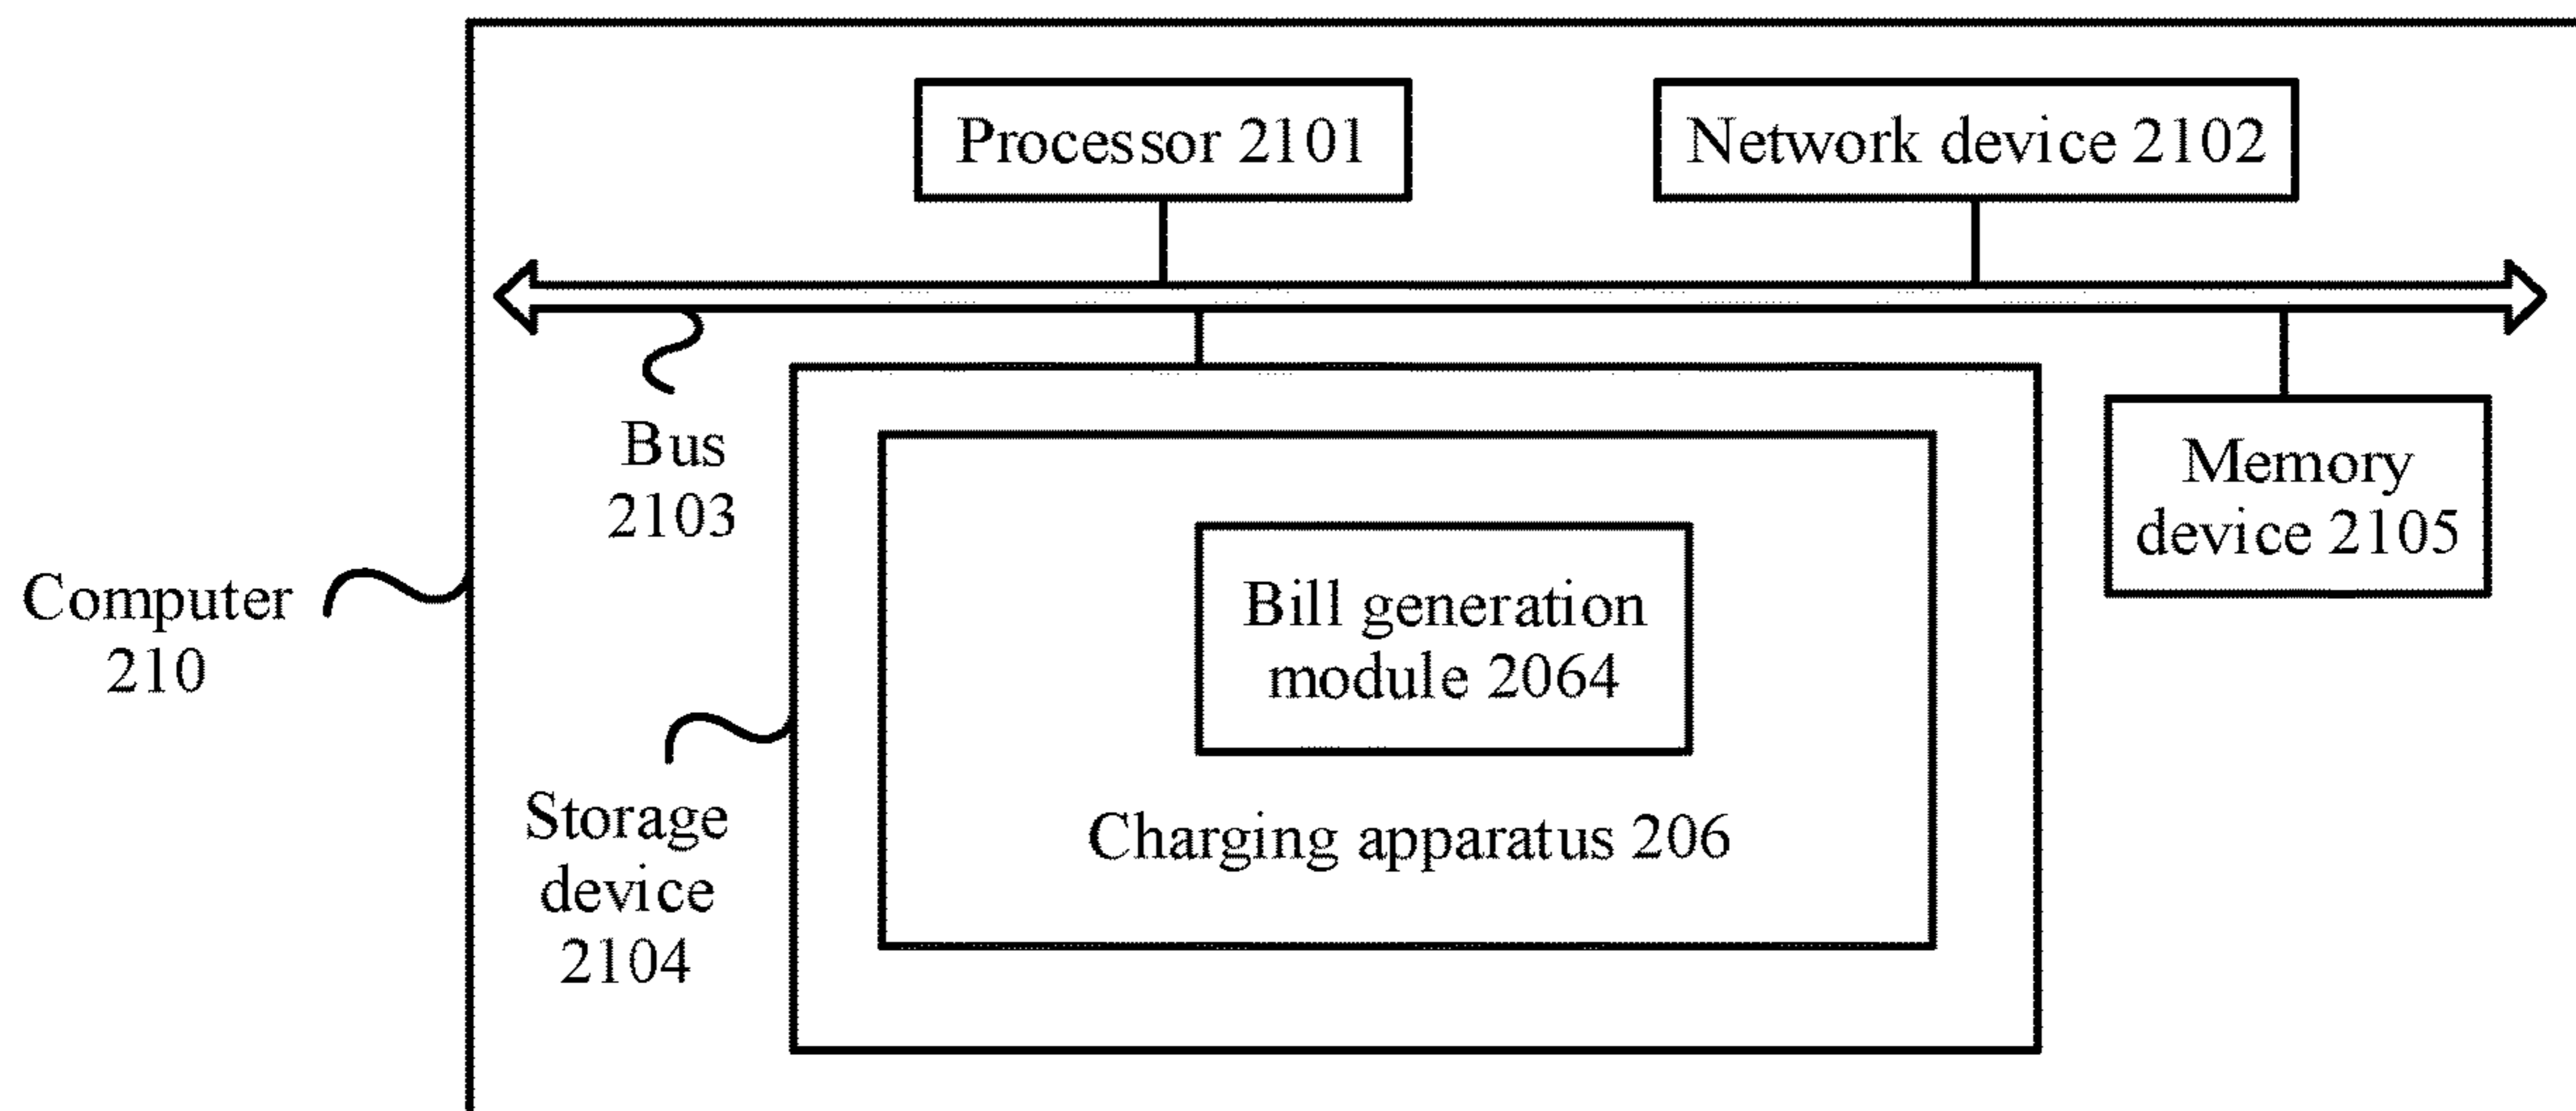 Processor 2101
Network device 2102
Bus
2103
Memory
device 2105
Computer
210
Bill generation
module 2064
Storage
device
2104
Charging apparatus 206